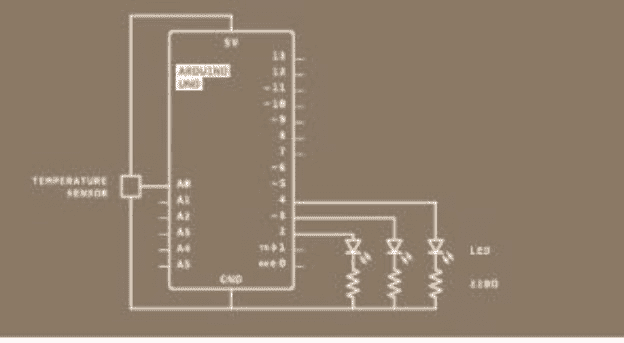 5V
ARDUINO
UNO
13
12
~11
~10
~9
8
7
~6
~5
4
~3
2
TX→1
RX←0
TEMPERATURE
SENSOR
A0
A1
A2
A3
A4
A5
GND
LED
220Ω